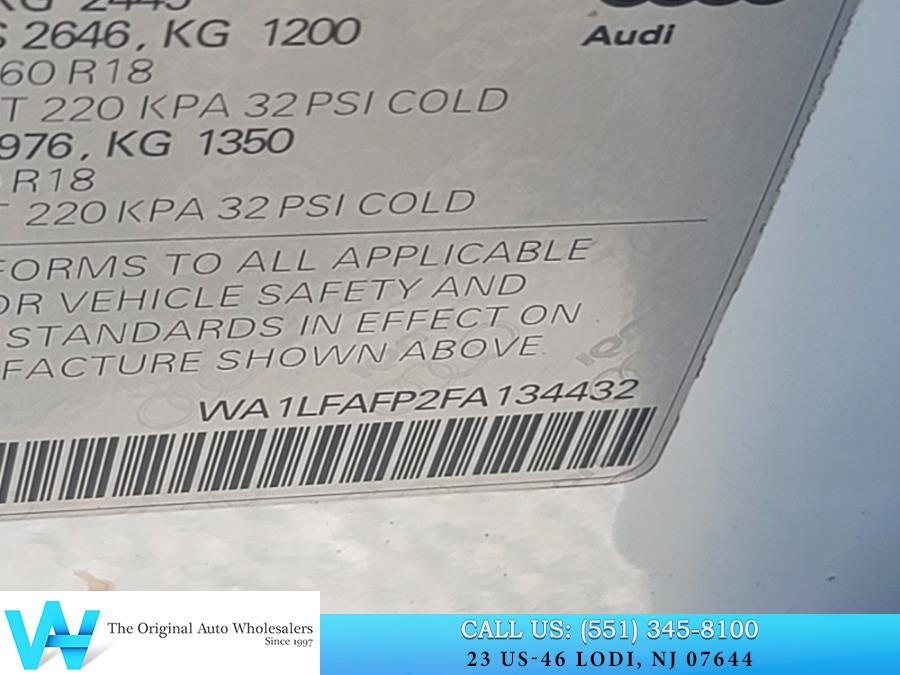 KG 2445
Audi
2646, KG 1200
60 R18
T 220 KPA 32 PSI COLD
976, KG 1350
R18
220 KPA 32 PSI COLD
FORMS TO ALL APPLICABLE
OR VEHICLE SAFETY AND
STANDARDS IN EFFECT ON
FACTURE SHOWN ABOVE.
WA1LFAFP2FA134432
The Original Auto Wholesalers
Since 1997
CALL US: (551) 345-8100
23 US-46 LODI, NJ 07644